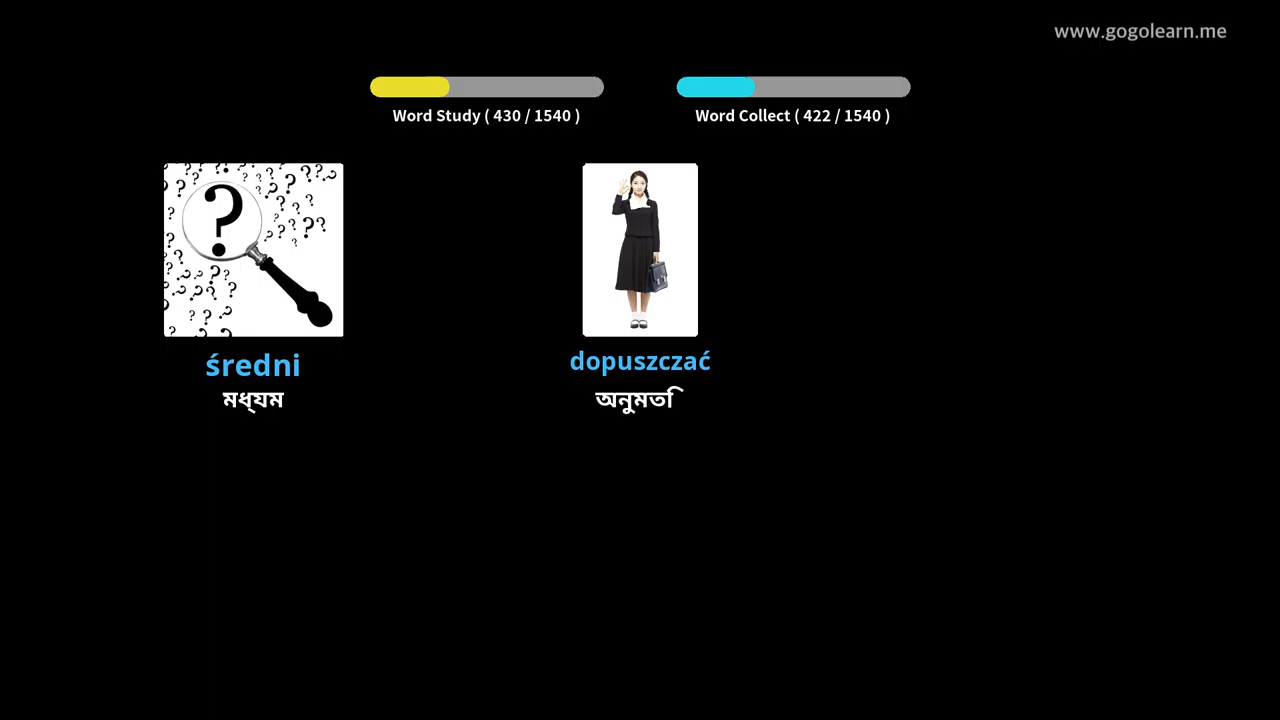 www.gogolearn.me
Word Study ( 430 / 1540 )
Word Collect ( 422 / 1540 )
średni
dopuszczać
মধ্যম
অনুমতি